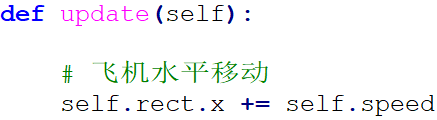 def update(self):
# 飞机水平移动
self.rect.x += self.speed